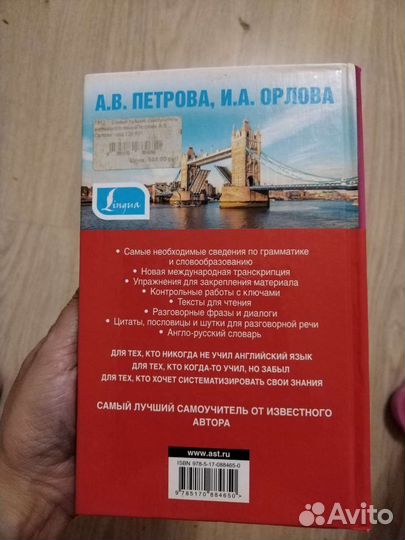 А.В. ПЕТРОВА, И.А. ОРЛОВА
Lingua
• Самые необходимые сведения по грамматике
и словообразованию
• Новая международная транскрипция
• Упражнения для закрепления материала
• Контрольные работы с ключами
• Тексты для чтения
• Разговорные фразы и диалоги
• Цитаты, пословицы и шутки для разговорной речи
• Англо-русский словарь
ДЛЯ ТЕХ, КТО НИКОГДА НЕ УЧИЛ АНГЛИЙСКИЙ ЯЗЫК
ДЛЯ ТЕХ, КТО КОГДА-ТО УЧИЛ, НО ЗАБЫЛ
ДЛЯ ТЕХ, КТО ХОЧЕТ СИСТЕМАТИЗИРОВАТЬ СВОИ ЗНАНИЯ
САМЫЙ ЛУЧШИЙ САМОУЧИТЕЛЬ ОТ ИЗВЕСТНОГО
АВТОРА
www.ast.ru
ISBN 978-5-17-088465-0
9 785170 884650 >
Avito